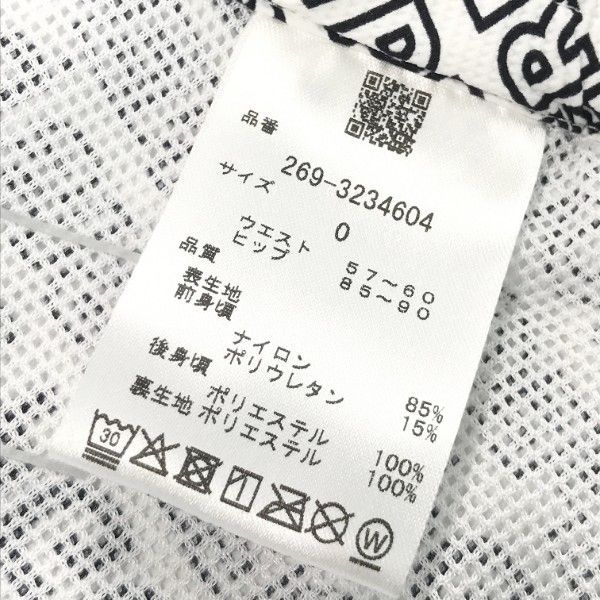 品番
269-3234604
サイズ
0
ウエスト 57～60
ヒップ 85～90
品質
表生地
前身頃
ナイロン 85%
ポリウレタン 15%
後身頃
ポリエステル 100%
裏生地 ポリエステル 100%
30
W